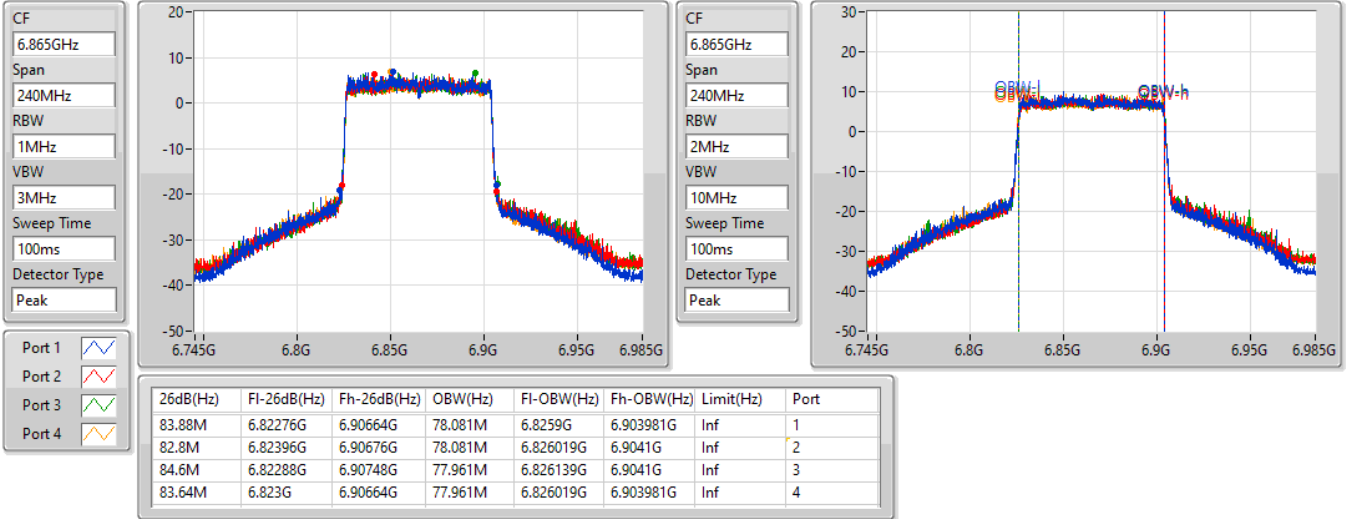 CF
6.865GHz
Span
240MHz
RBW
1MHz
VBW
3MHz
Sweep Time
100ms
Detector Type
Peak
Port 1
Port 2
Port 3
Port 4
20
10
0
-10
-20
-30
-40
-50
6.745G 6.8G 6.85G 6.9G 6.95G 6.985G
CF
6.865GHz
Span
240MHz
RBW
2MHz
VBW
10MHz
Sweep Time
100ms
Detector Type
Peak
30
20
10
0
-10
-20
-30
-40
-50
OBW-l OBW-h
6.745G 6.8G 6.85G 6.9G 6.95G 6.985G
26dB(Hz) Fl-26dB(Hz) Fh-26dB(Hz) OBW(Hz) Fl-OBW(Hz) Fh-OBW(Hz) Limit(Hz) Port
83.88M 6.82276G 6.90664G 78.081M 6.8259G 6.903981G Inf 1
82.8M 6.82396G 6.90676G 78.081M 6.826019G 6.9041G Inf 2
84.6M 6.82288G 6.90748G 77.961M 6.826139G 6.9041G Inf 3
83.64M 6.823G 6.90664G 77.961M 6.826019G 6.903981G Inf 4